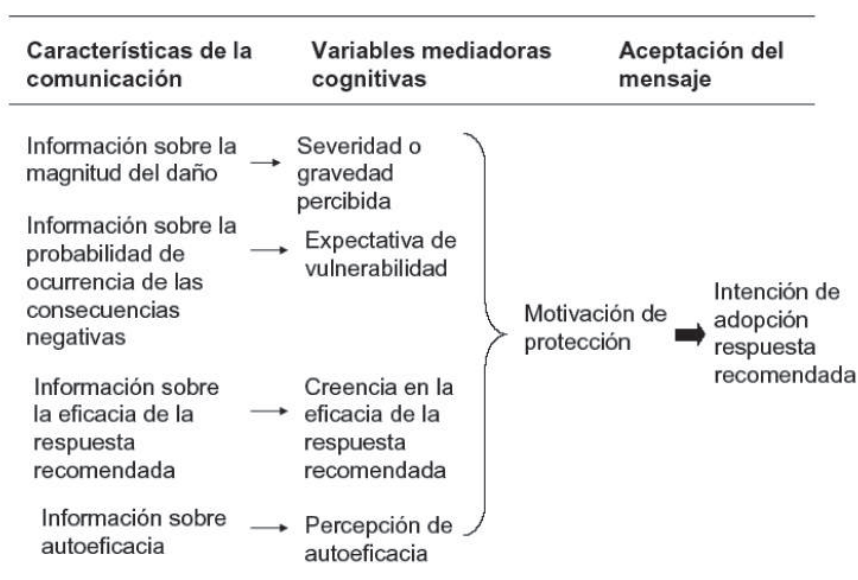 Características de la
comunicación
Variables mediadoras
cognitivas
Aceptación del
mensaje
Información sobre la
magnitud del daño
Severidad o
gravedad
percibida
Información sobre la
probabilidad de
ocurrencia de las
consecuencias
negativas
Expectativa de
vulnerabilidad
Información sobre
la eficacia de la
respuesta
recomendada
Creencia en la
eficacia de la
respuesta
recomendada
Información sobre
autoeficacia
Percepción de
autoeficacia
Motivación de
protección
Intención de
adopción
respuesta
recomendada